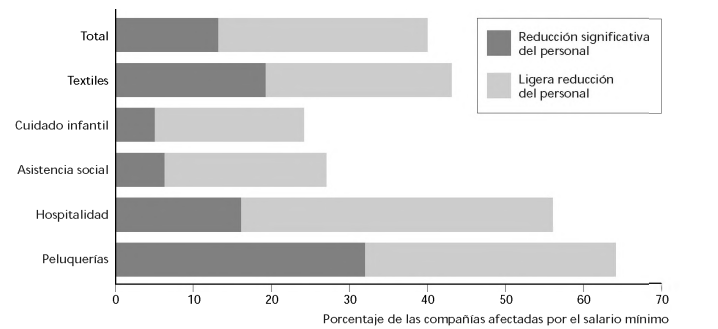 Total
Textiles
Cuidado infantil
Asistencia social
Hospitalidad
Peluquerías
Reducción significativa
del personal
Ligera reducción
del personal
0 10 20 30 40 50 60 70
Porcentaje de las compañías afectadas por el salario mínimo